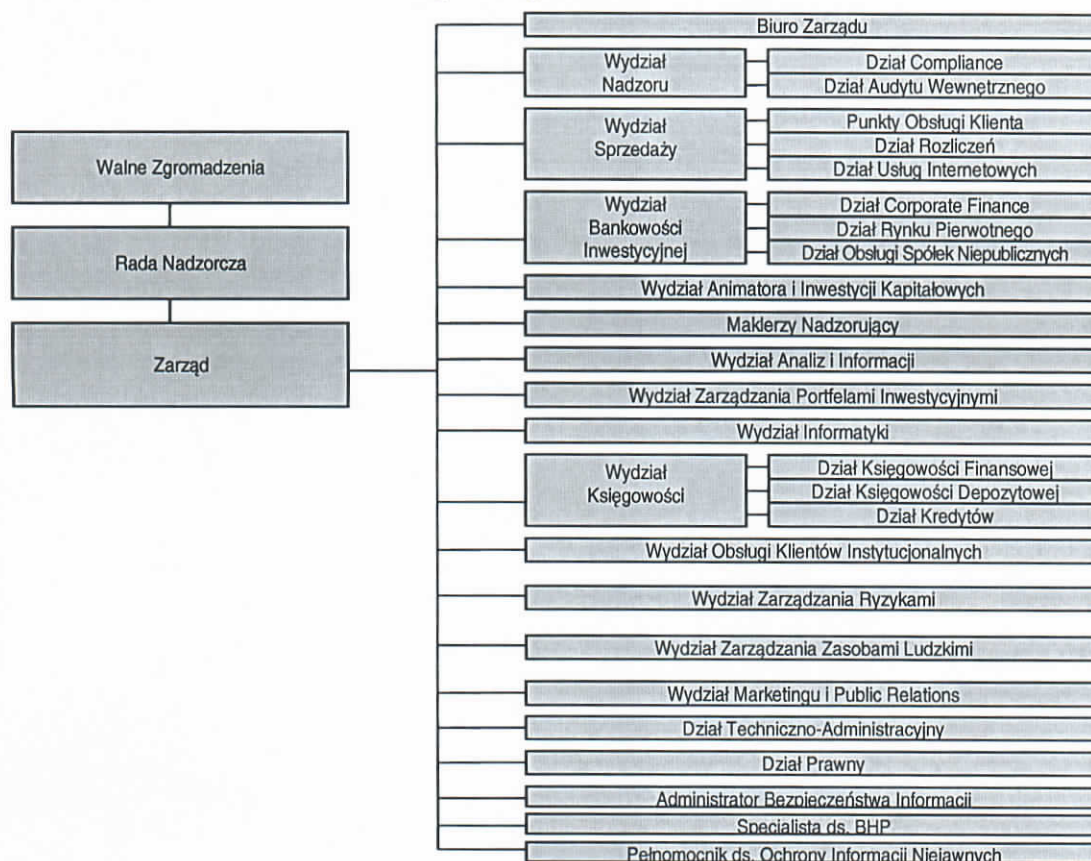 Walne Zgromadzenia
Rada Nadzorcza
Zarząd
Biuro Zarządu
Wydział
Nadzoru
Dział Compliance
Dział Audytu Wewnętrznego
Wydział
Sprzedaży
Punkty Obsługi Klienta
Dział Rozliczeń
Dział Usług Internetowych
Wydział
Bankowości
Inwestycyjnej
Dział Corporate Finance
Dział Rynku Pierwotnego
Dział Obsługi Spółek Niepublicznych
Wydział Animatora i Inwestycji Kapitałowych
Maklerzy Nadzorujący
Wydział Analiz i Informacji
Wydział Zarządzania Portfelami Inwestycyjnymi
Wydział Informatyki
Wydział
Księgowości
Dział Księgowości Finansowej
Dział Księgowości Depozytowej
Dział Kredytów
Wydział Obsługi Klientów Instytucjonalnych
Wydział Zarządzania Ryzykami
Wydział Zarządzania Zasobami Ludzkimi
Wydział Marketingu i Public Relations
Dział Techniczno-Administracyjny
Dział Prawny
Administrator Bezpieczeństwa Informacji
Specialista ds. BHP
Pełnomocnik ds. Ochrony Informacji Niejawnych